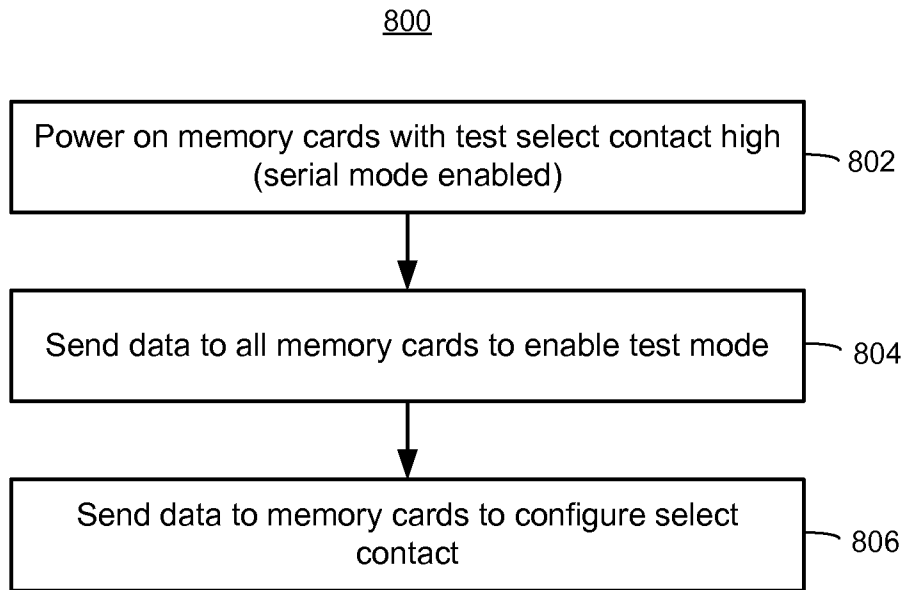 800
Power on memory cards with test select contact high
(serial mode enabled)
802
Send data to all memory cards to enable test mode
804
Send data to memory cards to configure select
contact
806